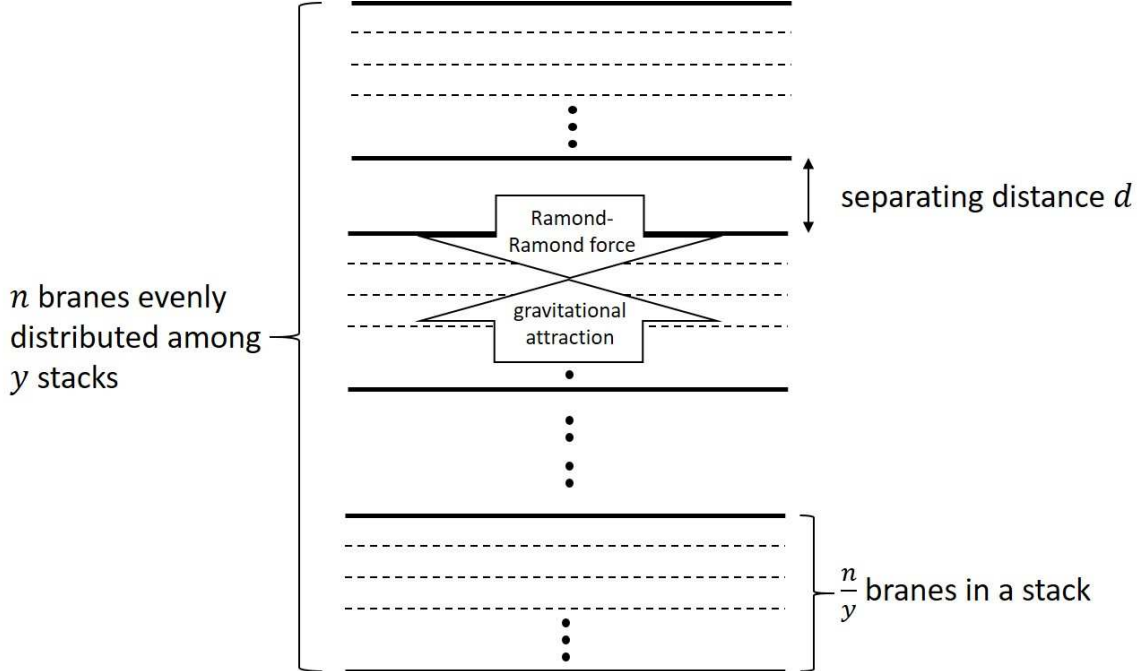 separating distance d
Ramond-
Ramond force
gravitational
attraction
n branes evenly
distributed among
y stacks
n/y branes in a stack